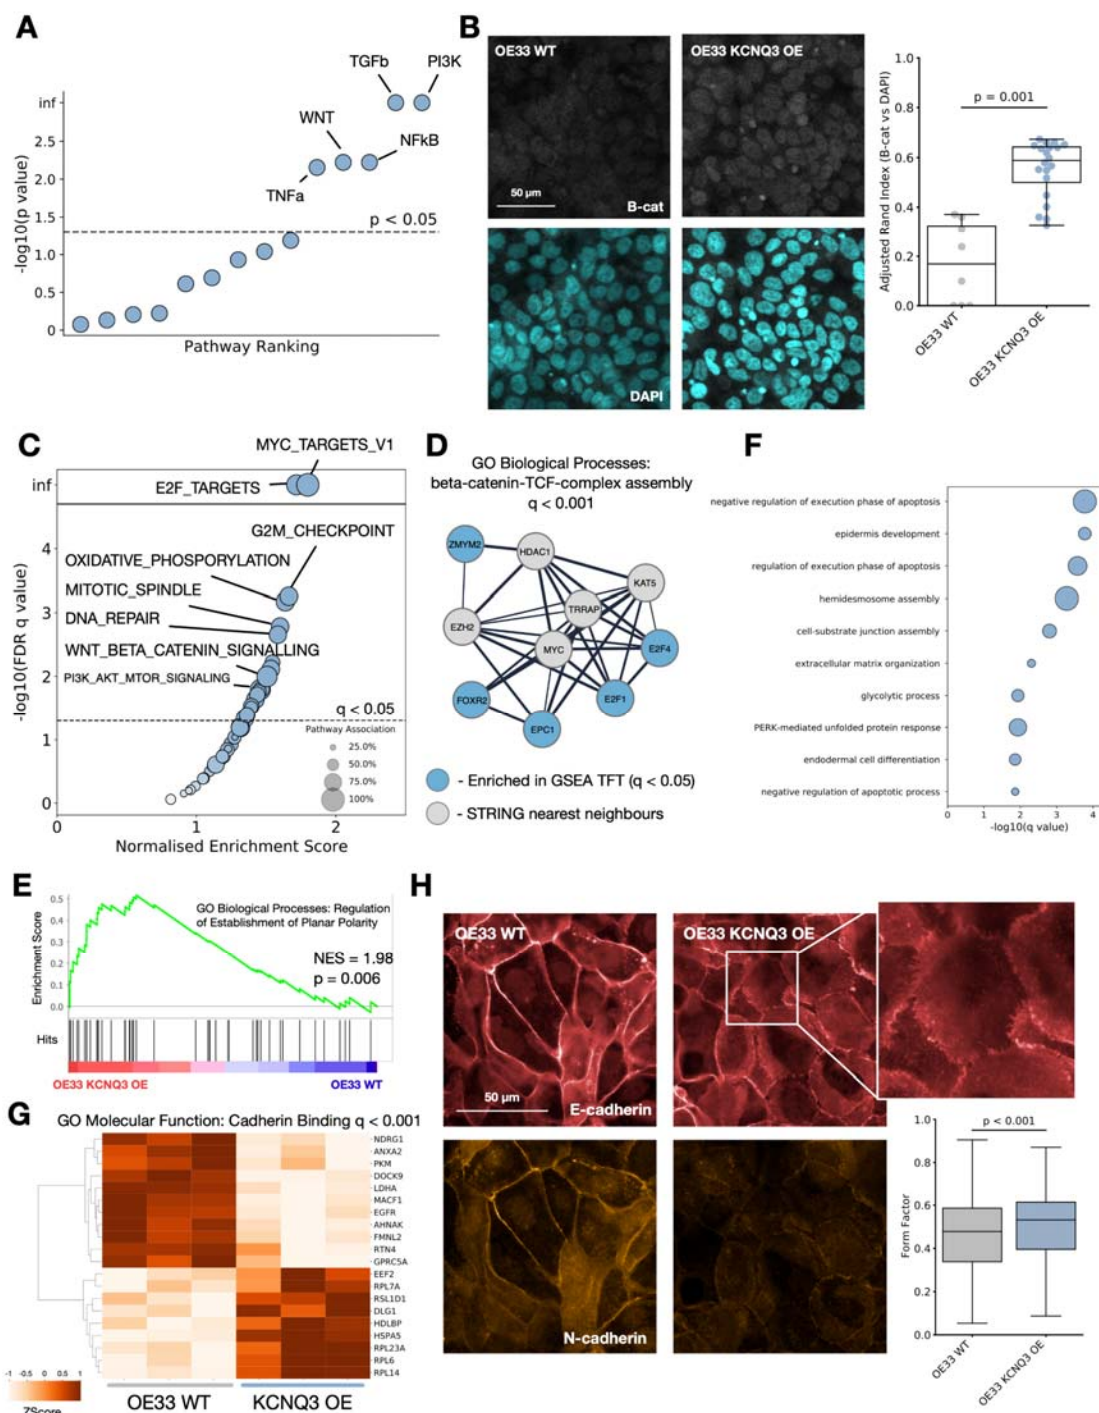 A
TGFb
PI3K
WNT
NFkB
TNFa
p < 0.05
inf
2.5
2.0
1.5
1.0
0.5
0
-log10(p value)
Pathway Ranking
B
OE33 WT
OE33 KCNQ3 OE
50 µm
B-cat
DAPI
p = 0.001
1.0
0.8
0.6
0.4
0.2
0.0
Adjusted Rand Index (B-cat vs DAPI)
OE33 WT
OE33 KCNQ3 OE
C
MYC_TARGETS_V1
E2F_TARGETS
G2M_CHECKPOINT
OXIDATIVE_PHOSPORYLATION
MITOTIC_SPINDLE
DNA_REPAIR
WNT_BETA_CATENIN_SIGNALLING
PI3K_AKT_MTOR_SIGNALING
q < 0.05
Pathway Association
25.0%
50.0%
75.0%
100%
inf
4
3
2
1
0
-log10(FDR q value)
0
1
2
Normalised Enrichment Score
D
GO Biological Processes:
beta-catenin-TCF-complex assembly
q < 0.001
ZMYM2
HDAC1
KAT5
TRRAP
EZH2
MYC
E2F4
FOXR2
E2F1
EPC1
- Enriched in GSEA TFT (q < 0.05)
- STRING nearest neighbours
F
negative regulation of execution phase of apoptosis
epidermis development
regulation of execution phase of apoptosis
hemidesmosome assembly
cell-substrate junction assembly
extracellular matrix organization
glycolytic process
PERK-mediated unfolded protein response
endodermal cell differentiation
negative regulation of apoptotic process
0 1 2 3 4
-log10(q value)
E
GO Biological Processes: Regulation
of Establishment of Planar Polarity
NES = 1.98
p = 0.006
0.5
0.4
0.3
0.2
0.1
0.0
Enrichment Score
Hits
OE33 KCNQ3 OE
OE33 WT
G
GO Molecular Function: Cadherin Binding q < 0.001
NDRG1
ANXA2
PKM
DOCK9
LDHA
MACF1
EGFR
AHNAK
FMNL2
RTN4
GPRC5A
EEF2
RPL7A
RSL1D1
DLG1
HDLBP
HSPA5
RPL23A
RPL6
RPL14
-1 -0.5 0 0.5 1
ZScore
OE33 WT
KCNQ3 OE
H
OE33 WT
OE33 KCNQ3 OE
50 µm
E-cadherin
N-cadherin
p < 0.001
1.0
0.8
0.6
0.4
0.2
0.0
Form Factor
OE33 WT
OE33 KCNQ3 OE